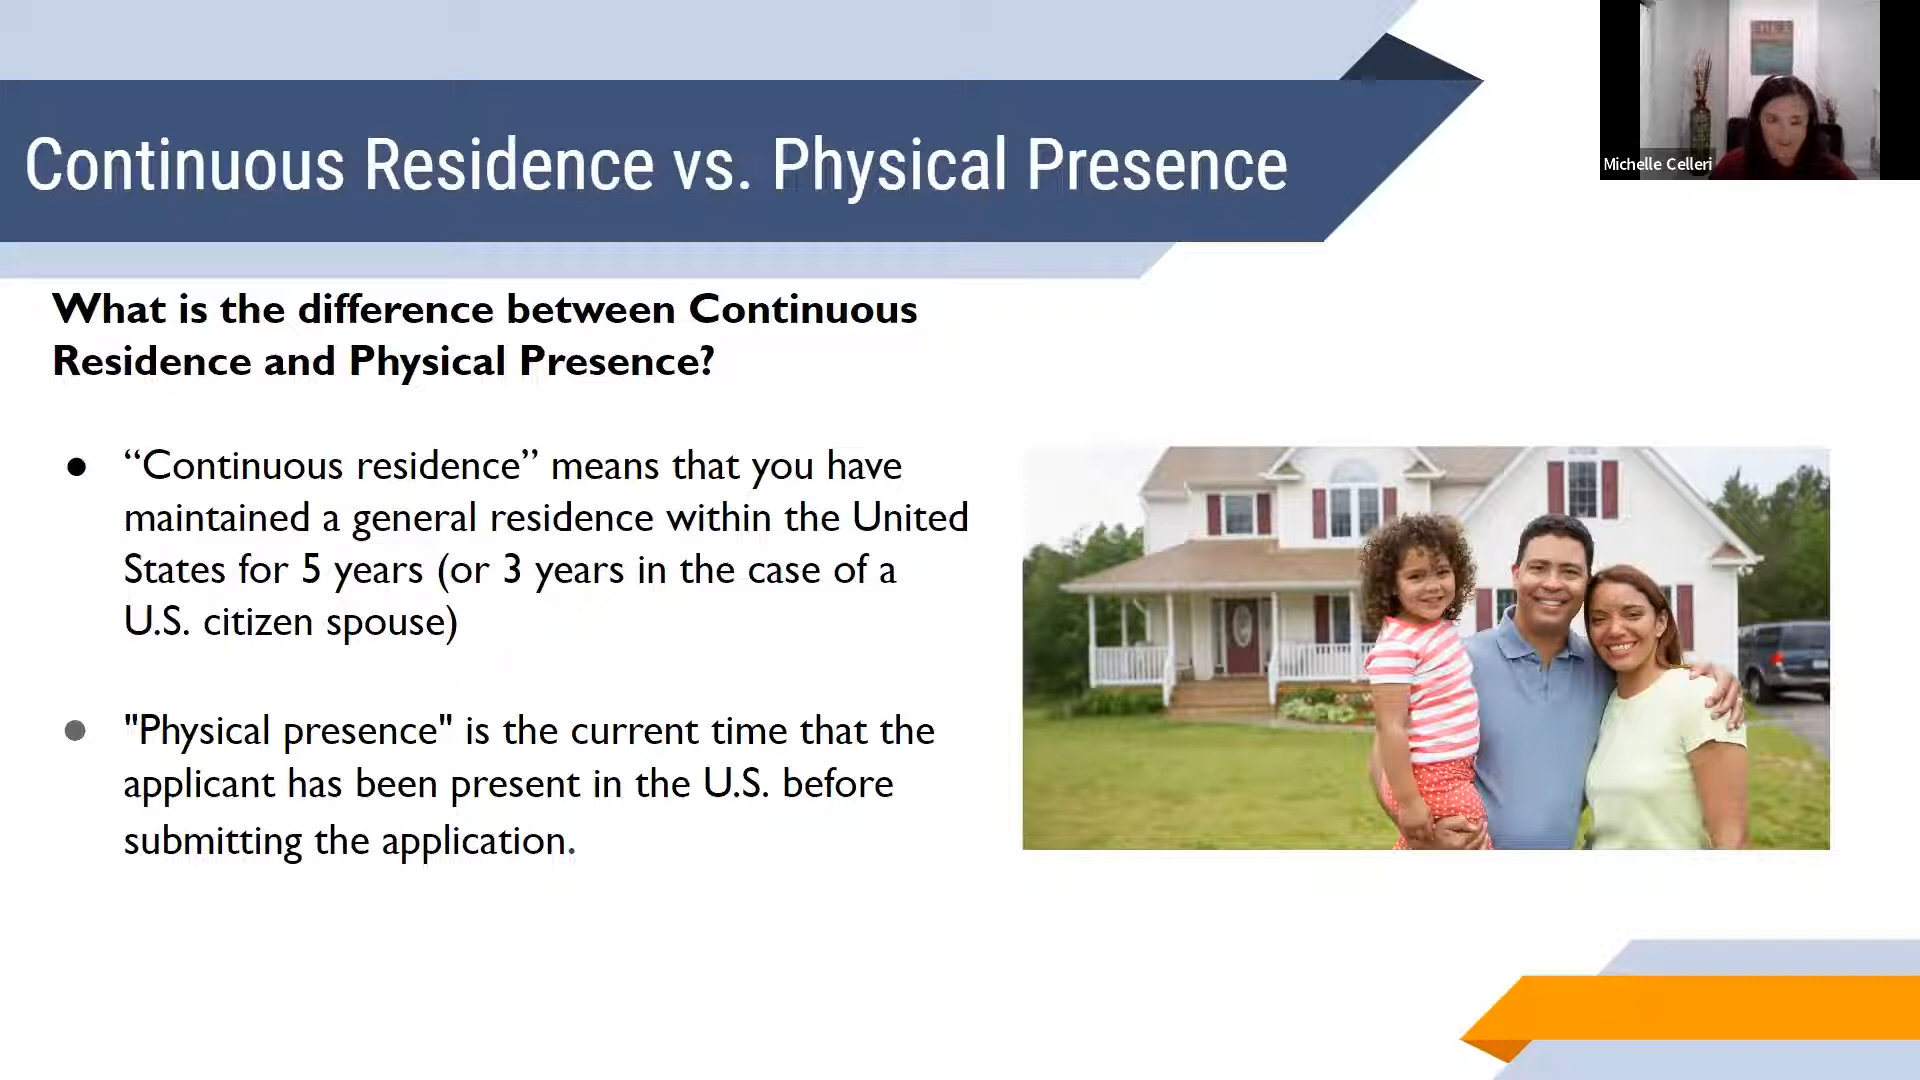 Continuous Residence vs. Physical Presence
Michelle Celleri
What is the difference between Continuous
Residence and Physical Presence?
● “Continuous residence” means that you have
maintained a general residence within the United
States for 5 years (or 3 years in the case of a
U.S. citizen spouse)
● "Physical presence" is the current time that the
applicant has been present in the U.S. before
submitting the application.